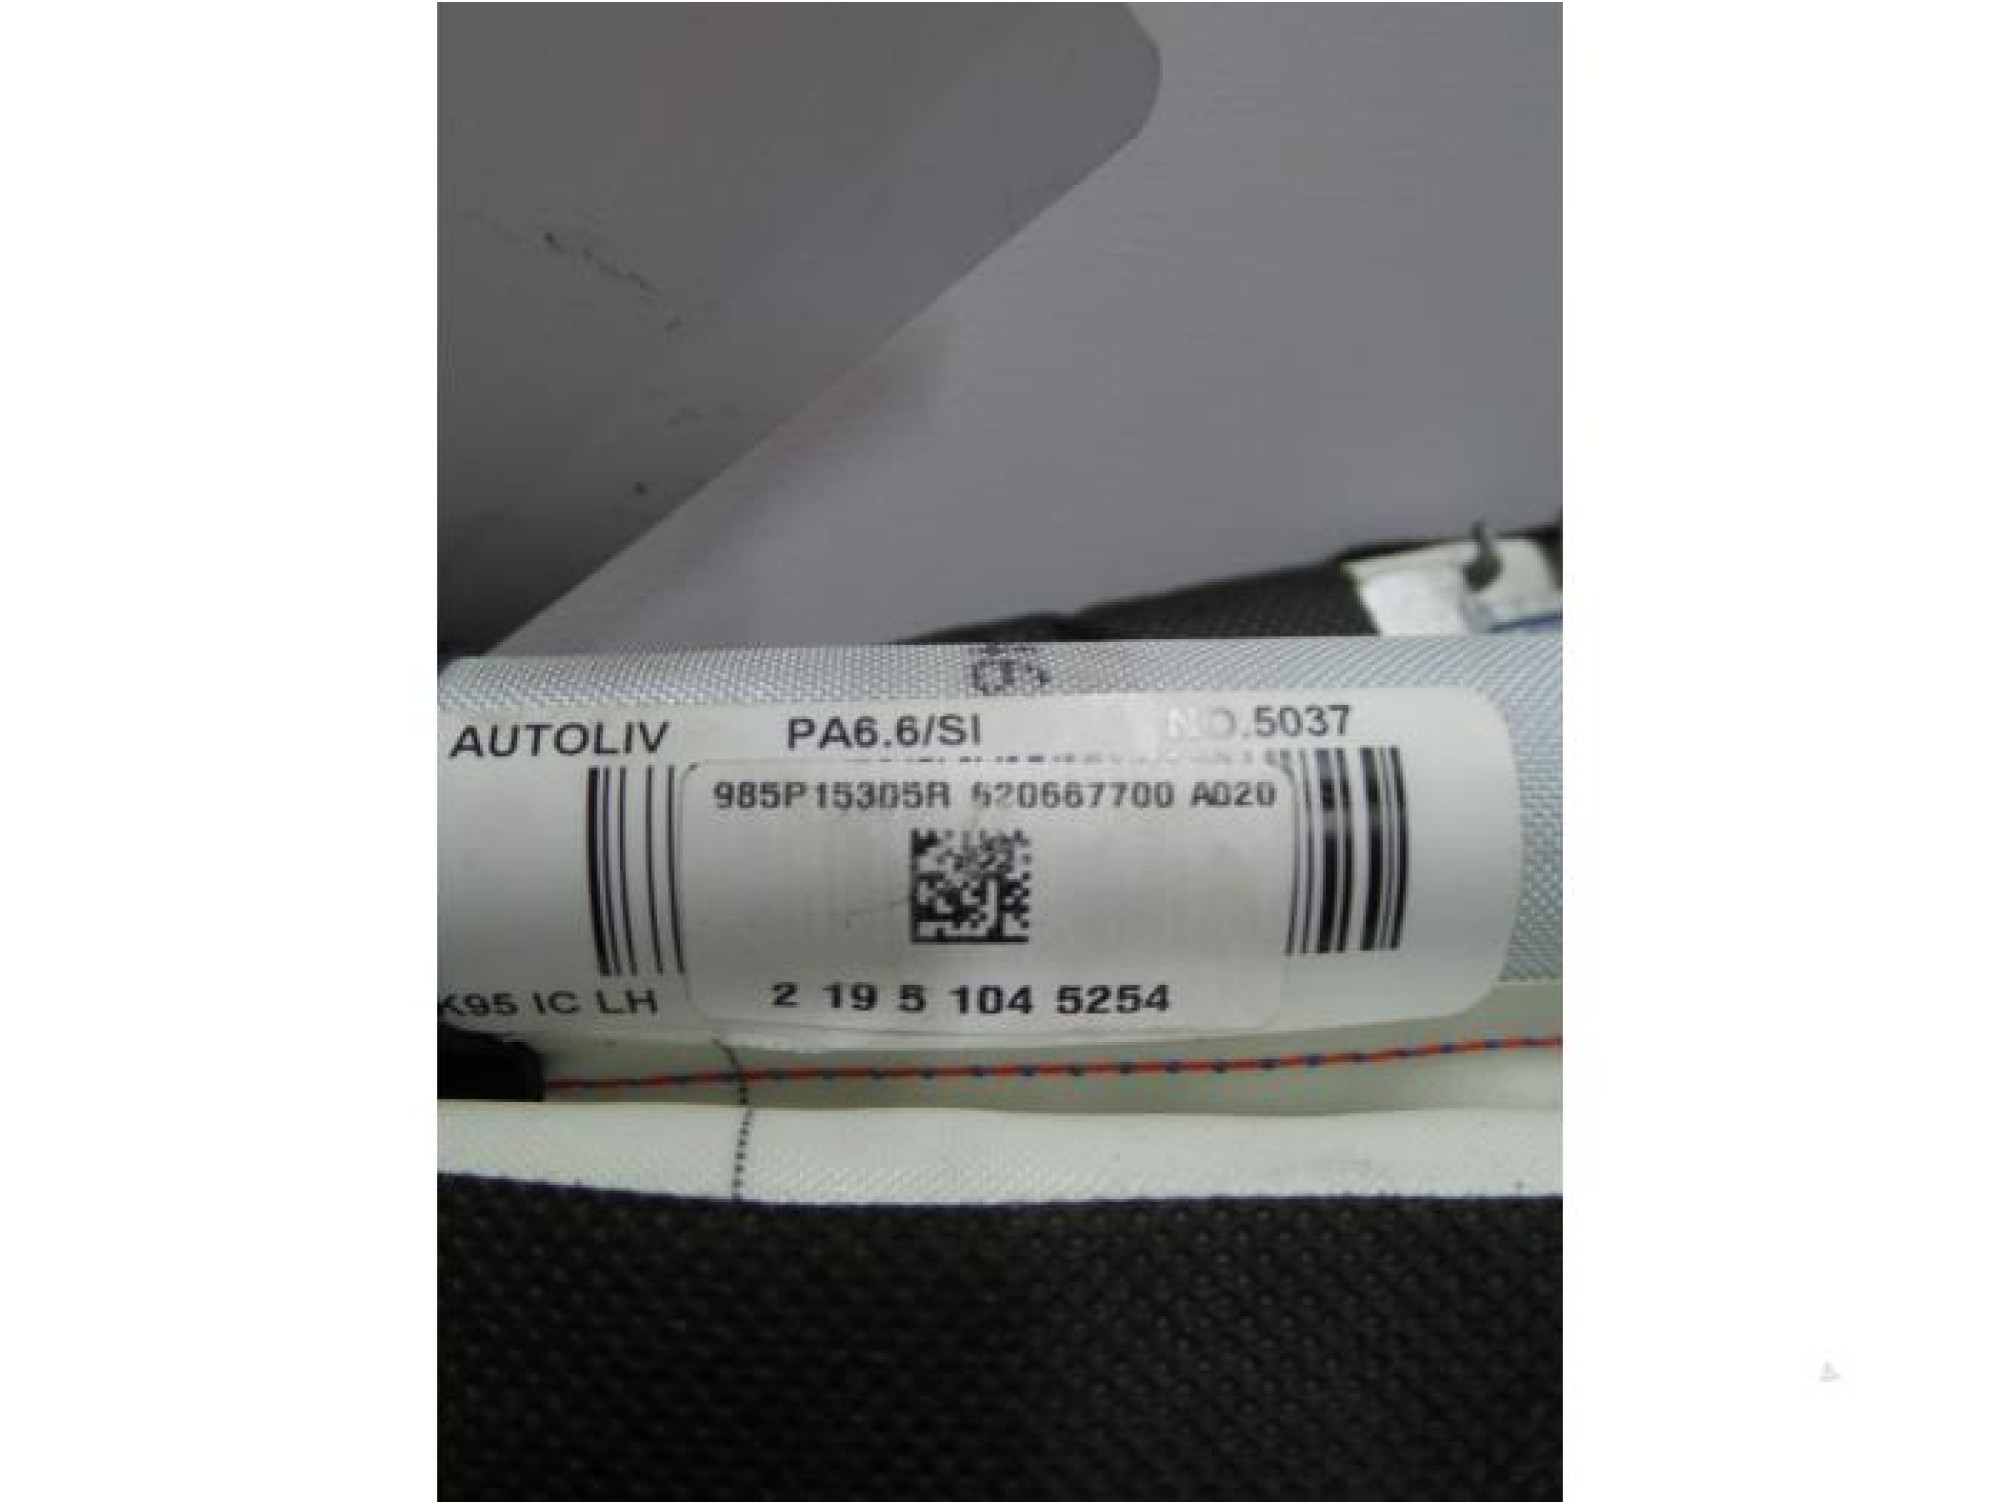 AUTOLIV PA6.6/SI NO.5037
985P15305R 620667700 A020
2 19 5 104 5254
K95 IC LH